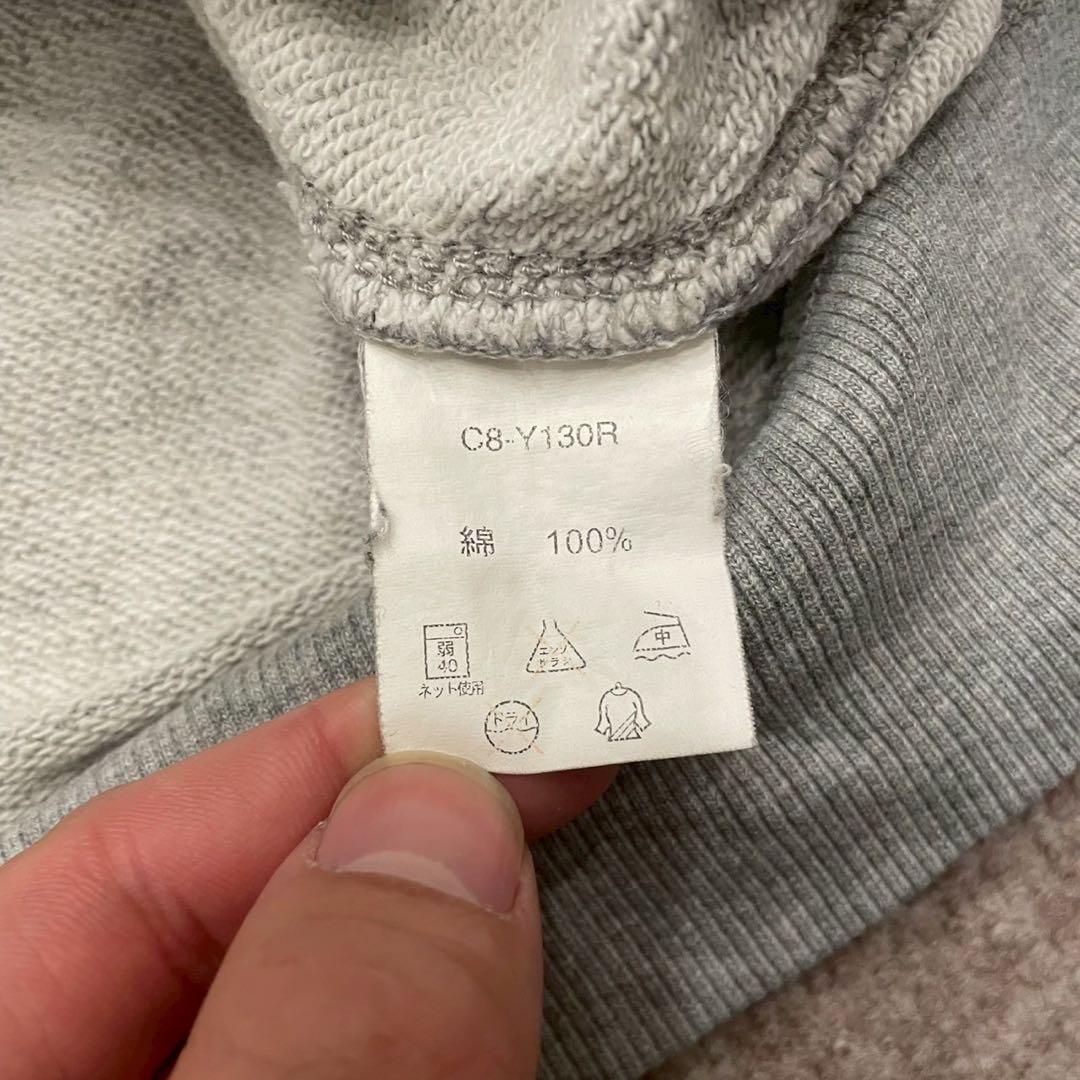 C8-Y130R
綿 100%
弱
40
ネット使用
エンソ
サラシ
中
ドライ